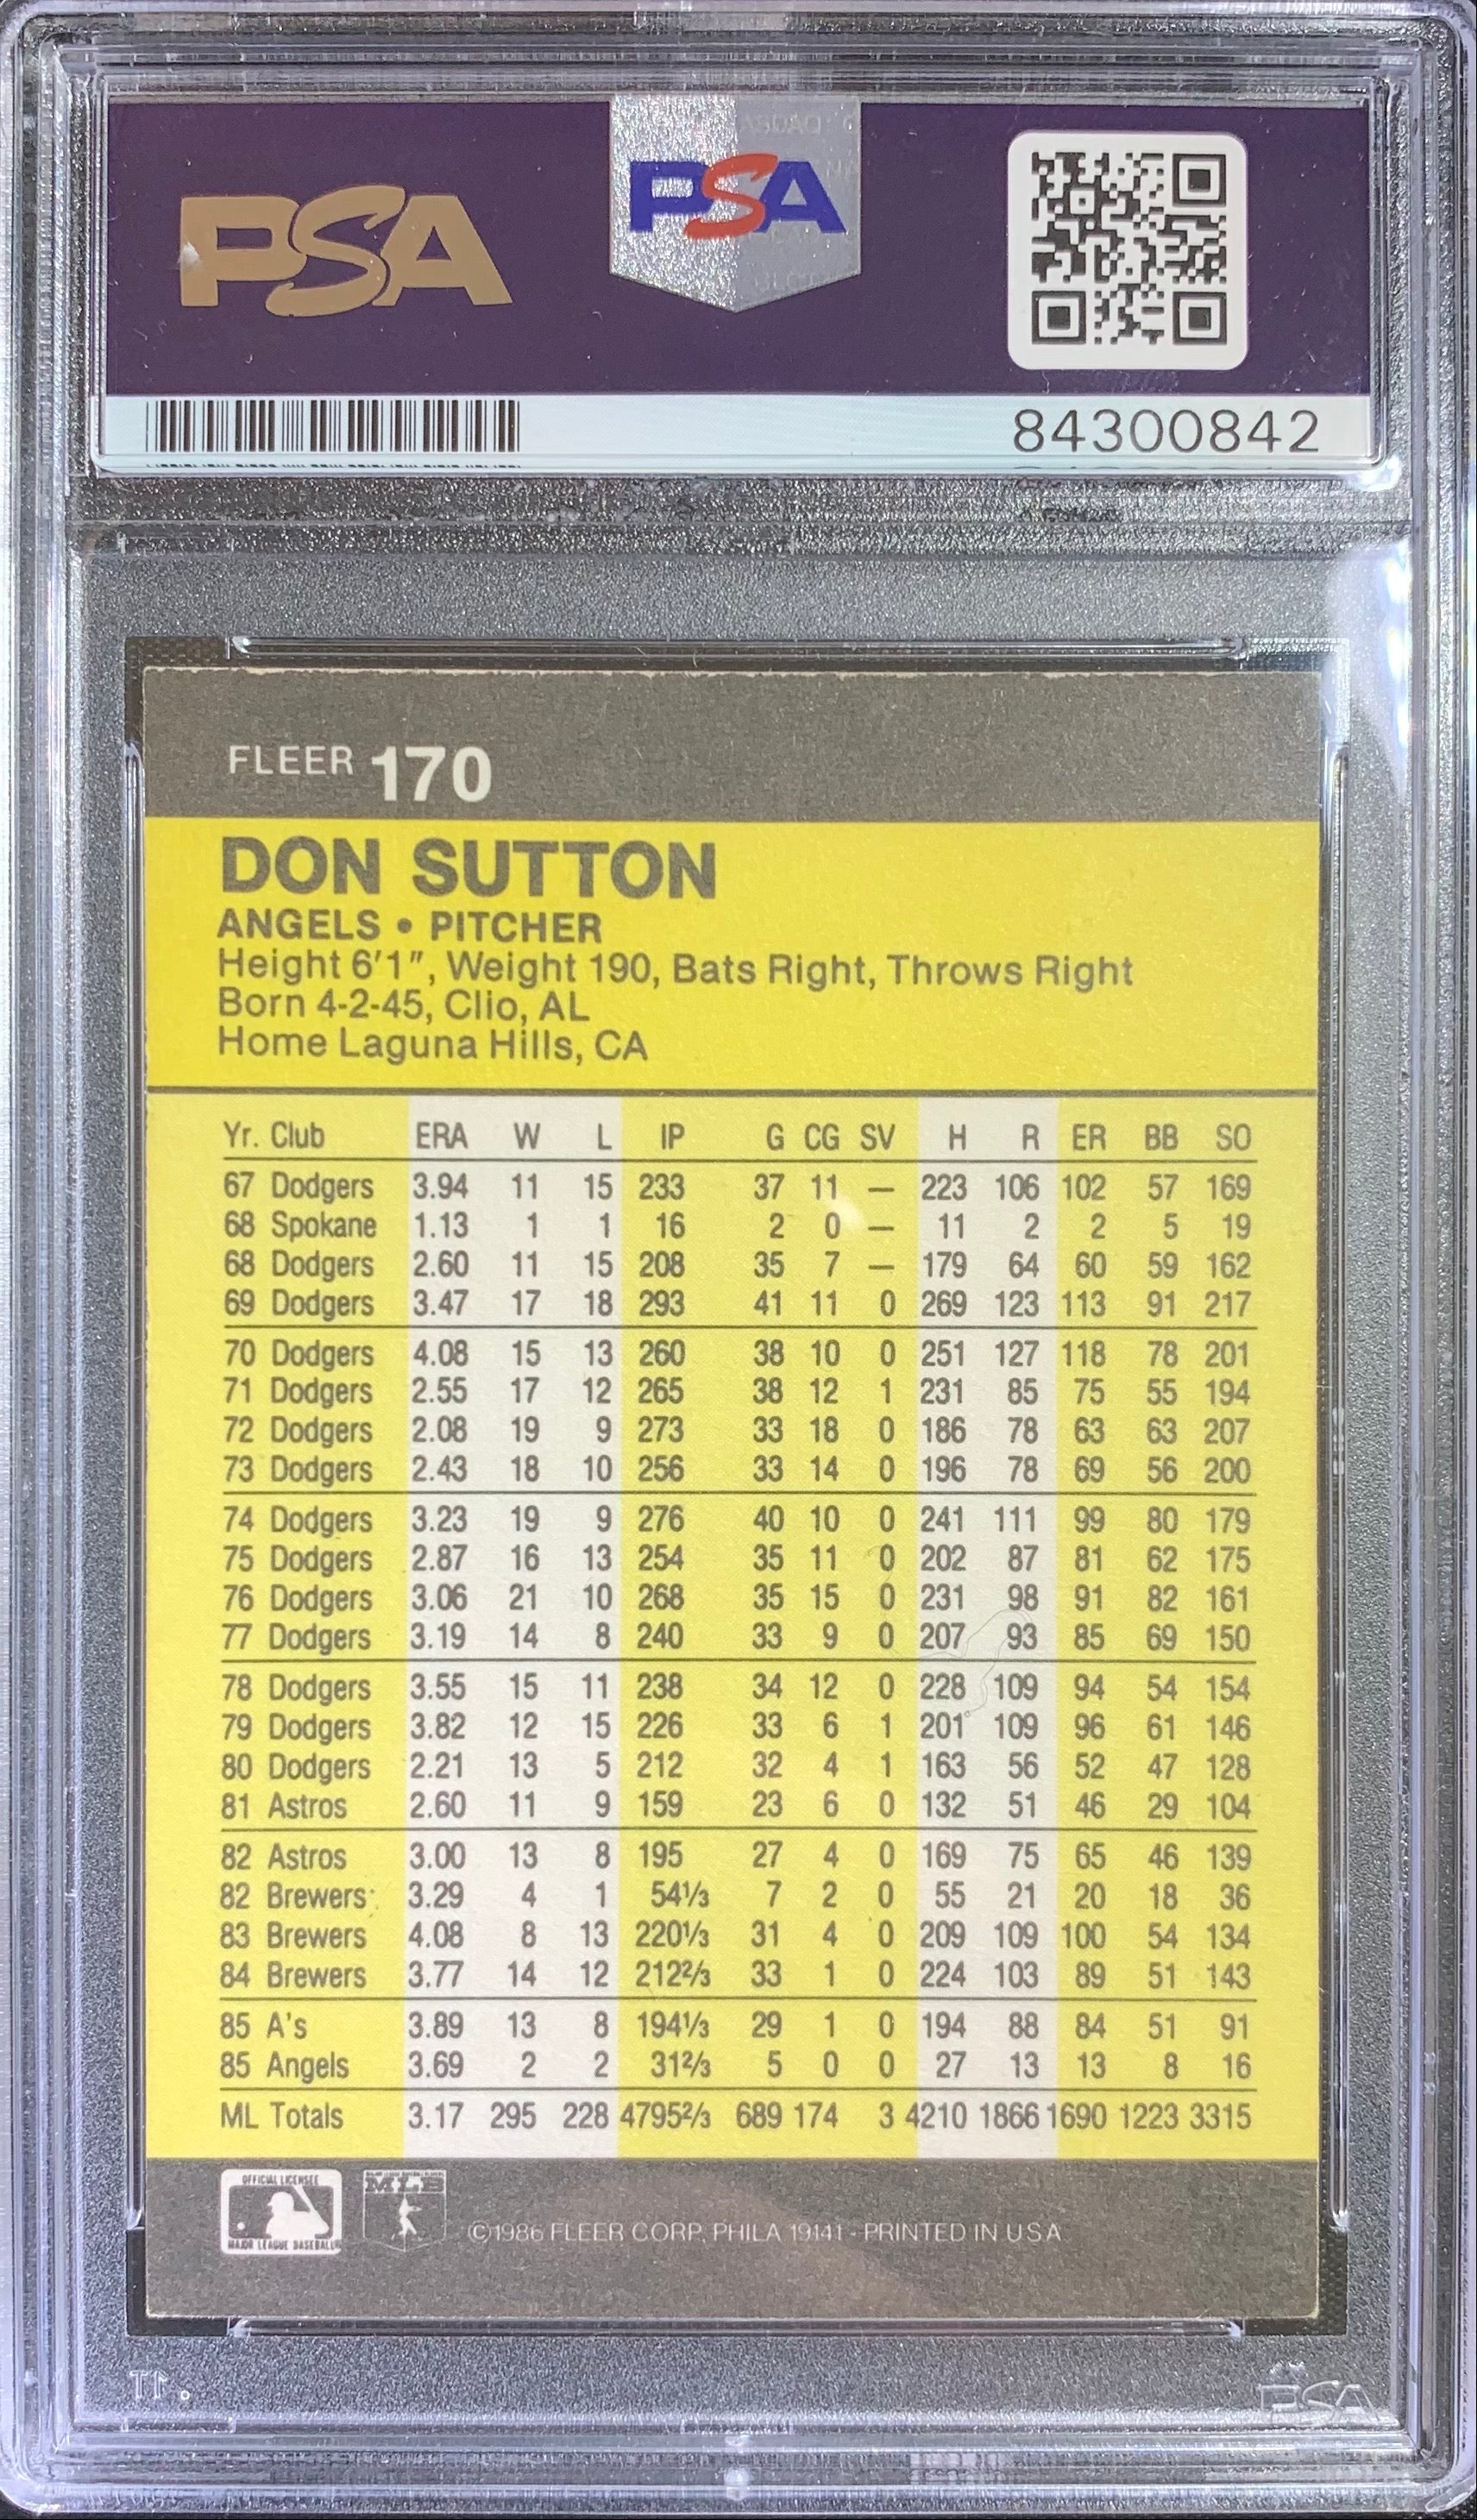 PSA
PSA
84300842
FLEER 170
DON SUTTON
ANGELS • PITCHER
Height 6'1", Weight 190, Bats Right, Throws Right
Born 4-2-45, Clio, AL
Home Laguna Hills, CA
Yr. Club ERA W L IP G CG SV H R ER BB SO
67 Dodgers 3.94 11 15 233 37 11 — 223 106 102 57 169
68 Spokane 1.13 1 1 16 2 0 — 11 2 2 5 19
68 Dodgers 2.60 11 15 208 35 7 — 179 64 60 59 162
69 Dodgers 3.47 17 18 293 41 11 0 269 123 113 91 217
70 Dodgers 4.08 15 13 260 38 10 0 251 127 118 78 201
71 Dodgers 2.55 17 12 265 38 12 1 231 85 75 55 194
72 Dodgers 2.08 19 9 273 33 18 0 186 78 63 63 207
73 Dodgers 2.43 18 10 256 33 14 0 196 78 69 56 200
74 Dodgers 3.23 19 9 276 40 10 0 241 111 99 80 179
75 Dodgers 2.87 16 13 254 35 11 0 202 87 81 62 175
76 Dodgers 3.06 21 10 268 35 15 0 231 98 91 82 161
77 Dodgers 3.19 14 8 240 33 9 0 207 93 85 69 150
78 Dodgers 3.55 15 11 238 34 12 0 228 109 94 54 154
79 Dodgers 3.82 12 15 226 33 6 1 201 109 96 61 146
80 Dodgers 2.21 13 5 212 32 4 1 163 56 52 47 128
81 Astros 2.60 11 9 159 23 6 0 132 51 46 29 104
82 Astros 3.00 13 8 195 27 4 0 169 75 65 46 139
82 Brewers 3.29 4 1 54⅓ 7 2 0 55 21 20 18 36
83 Brewers 4.08 8 13 220⅓ 31 4 0 209 109 100 54 134
84 Brewers 3.77 14 12 212⅔ 33 1 0 224 103 89 51 143
85 A's 3.89 13 8 194⅓ 29 1 0 194 88 84 51 91
85 Angels 3.69 2 2 31⅔ 5 0 0 27 13 13 8 16
ML Totals 3.17 295 228 4795⅔ 689 174 3 4210 1866 1690 1223 3315
OFFICIAL LICENSEE
MAJOR LEAGUE BASEBALL
MLB
©1986 FLEER CORP, PHILA 19141 - PRINTED IN USA
PSA